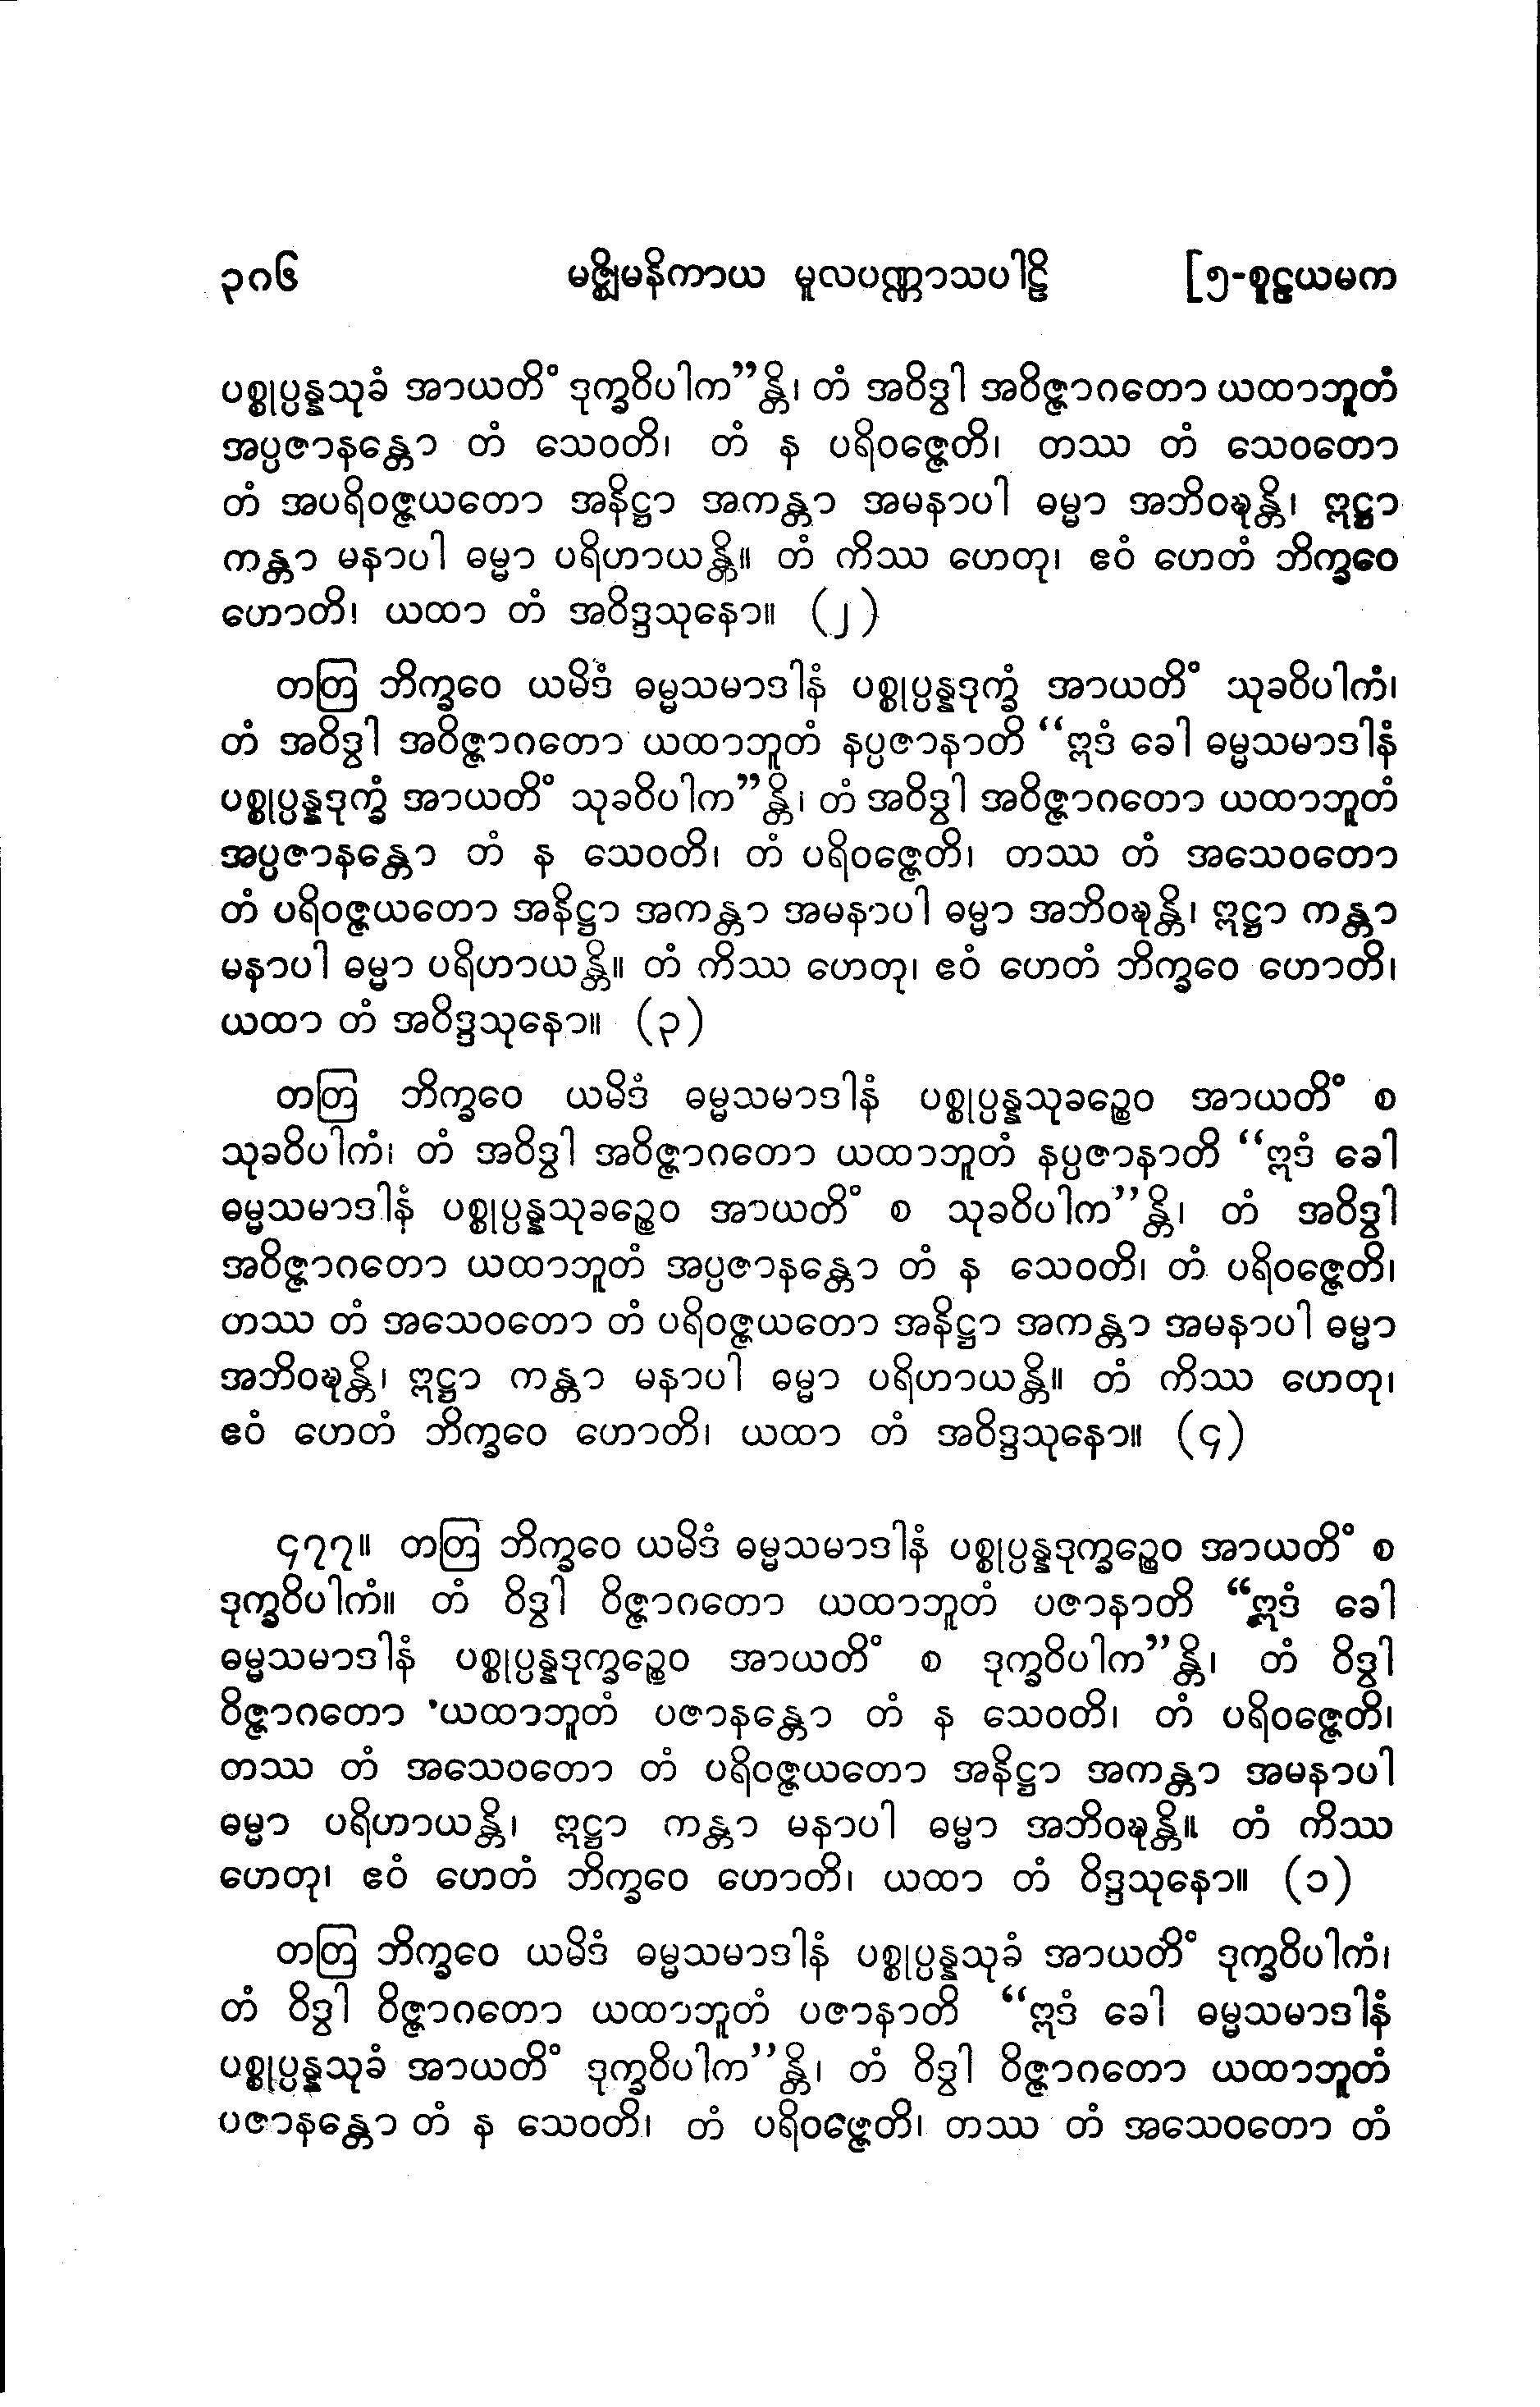 ၃၈၆ မဇ္ဈိမနိကာယ မူလပဏ္ဏာသပါဠိ [၅-စူဠယမက
ပစ္စုပ္ပန္နသုခံ အာယတိံ ဒုက္ခဝိပါက”န္တိ၊ တံ အဝိဒွါ အဝိဇ္ဇာဂတော ယထာဘူတံ
အပ္ပဇာနန္တော တံ သေဝတိ၊ တံ န ပရိဝဇ္ဇေတိ၊ တဿ တံ သေဝတော
တံ အပရိဝဇ္ဇယတော အနိဋ္ဌာ အကန္တာ အမနာပါ ဓမ္မာ အဘိဝဍ္ဎန္တိ၊ ဣဋ္ဌာ
ကန္တာ မနာပါ ဓမ္မာ ပရိဟာယန္တိ။ တံ ကိဿ ဟေတု၊ ဧဝံ ဟေတံ ဘိက္ခဝေ
ဟောတိ၊ ယထာ တံ အဝိဒ္ဒသုနော။ (၂)
တတြ ဘိက္ခဝေ ယမိဒံ ဓမ္မသမာဒါနံ ပစ္စုပ္ပန္နဒုက္ခံ အာယတိံ သုခဝိပါကံ၊
တံ အဝိဒွါ အဝိဇ္ဇာဂတော ယထာဘူတံ နပ္ပဇာနာတိ “ဣဒံ ခေါ ဓမ္မသမာဒါနံ
ပစ္စုပ္ပန္နဒုက္ခံ အာယတိံ သုခဝိပါက”န္တိ၊ တံ အဝိဒွါ အဝိဇ္ဇာဂတော ယထာဘူတံ
အပ္ပဇာနန္တော တံ န သေဝတိ၊ တံ ပရိဝဇ္ဇေတိ၊ တဿ တံ အသေဝတော
တံ ပရိဝဇ္ဇယတော အနိဋ္ဌာ အကန္တာ အမနာပါ ဓမ္မာ အဘိဝဍ္ဎန္တိ၊ ဣဋ္ဌာ ကန္တာ
မနာပါ ဓမ္မာ ပရိဟာယန္တိ။ တံ ကိဿ ဟေတု၊ ဧဝံ ဟေတံ ဘိက္ခဝေ ဟောတိ၊
ယထာ တံ အဝိဒ္ဒသုနော။ (၃)
တတြ ဘိက္ခဝေ ယမိဒံ ဓမ္မသမာဒါနံ ပစ္စုပ္ပန္နသုခဉ္စေဝ အာယတိံ စ
သုခဝိပါကံ၊ တံ အဝိဒွါ အဝိဇ္ဇာဂတော ယထာဘူတံ နပ္ပဇာနာတိ “ဣဒံ ခေါ
ဓမ္မသမာဒါနံ ပစ္စုပ္ပန္နသုခဉ္စေဝ အာယတိံ စ သုခဝိပါက”န္တိ၊ တံ အဝိဒွါ
အဝိဇ္ဇာဂတော ယထာဘူတံ အပ္ပဇာနန္တော တံ န သေဝတိ၊ တံ ပရိဝဇ္ဇေတိ၊
တဿ တံ အသေဝတော တံ ပရိဝဇ္ဇယတော အနိဋ္ဌာ အကန္တာ အမနာပါ ဓမ္မာ
အဘိဝဍ္ဎန္တိ၊ ဣဋ္ဌာ ကန္တာ မနာပါ ဓမ္မာ ပရိဟာယန္တိ။ တံ ကိဿ ဟေတု၊
ဧဝံ ဟေတံ ဘိက္ခဝေ ဟောတိ၊ ယထာ တံ အဝိဒ္ဒသုနော။ (၄)
၄၇၇။ တတြ ဘိက္ခဝေ ယမိဒံ ဓမ္မသမာဒါနံ ပစ္စုပ္ပန္နဒုက္ခဉ္စေဝ အာယတိံ စ
ဒုက္ခဝိပါကံ။ တံ ဝိဒွါ ဝိဇ္ဇာဂတော ယထာဘူတံ ပဇာနာတိ “ဣဒံ ခေါ
ဓမ္မသမာဒါနံ ပစ္စုပ္ပန္နဒုက္ခဉ္စေဝ အာယတိံ စ ဒုက္ခဝိပါက”န္တိ၊ တံ ဝိဒွါ
ဝိဇ္ဇာဂတော ယထာဘူတံ ပဇာနန္တော တံ န သေဝတိ၊ တံ ပရိဝဇ္ဇေတိ၊
တဿ တံ အသေဝတော တံ ပရိဝဇ္ဇယတော အနိဋ္ဌာ အကန္တာ အမနာပါ
ဓမ္မာ ပရိဟာယန္တိ၊ ဣဋ္ဌာ ကန္တာ မနာပါ ဓမ္မာ အဘိဝဍ္ဎန္တိ။ တံ ကိဿ
ဟေတု၊ ဧဝံ ဟေတံ ဘိက္ခဝေ ဟောတိ၊ ယထာ တံ ဝိဒ္ဒသုနော။ (၁)
တတြ ဘိက္ခဝေ ယမိဒံ ဓမ္မသမာဒါနံ ပစ္စုပ္ပန္နသုခံ အာယတိံ ဒုက္ခဝိပါကံ၊
တံ ဝိဒွါ ဝိဇ္ဇာဂတော ယထာဘူတံ ပဇာနာတိ “ဣဒံ ခေါ ဓမ္မသမာဒါနံ
ပစ္စုပ္ပန္နသုခံ အာယတိံ ဒုက္ခဝိပါက”န္တိ၊ တံ ဝိဒွါ ဝိဇ္ဇာဂတော ယထာဘူတံ
ပဇာနန္တော တံ န သေဝတိ၊ တံ ပရိဝဇ္ဇေတိ၊ တဿ တံ အသေဝတော တံ